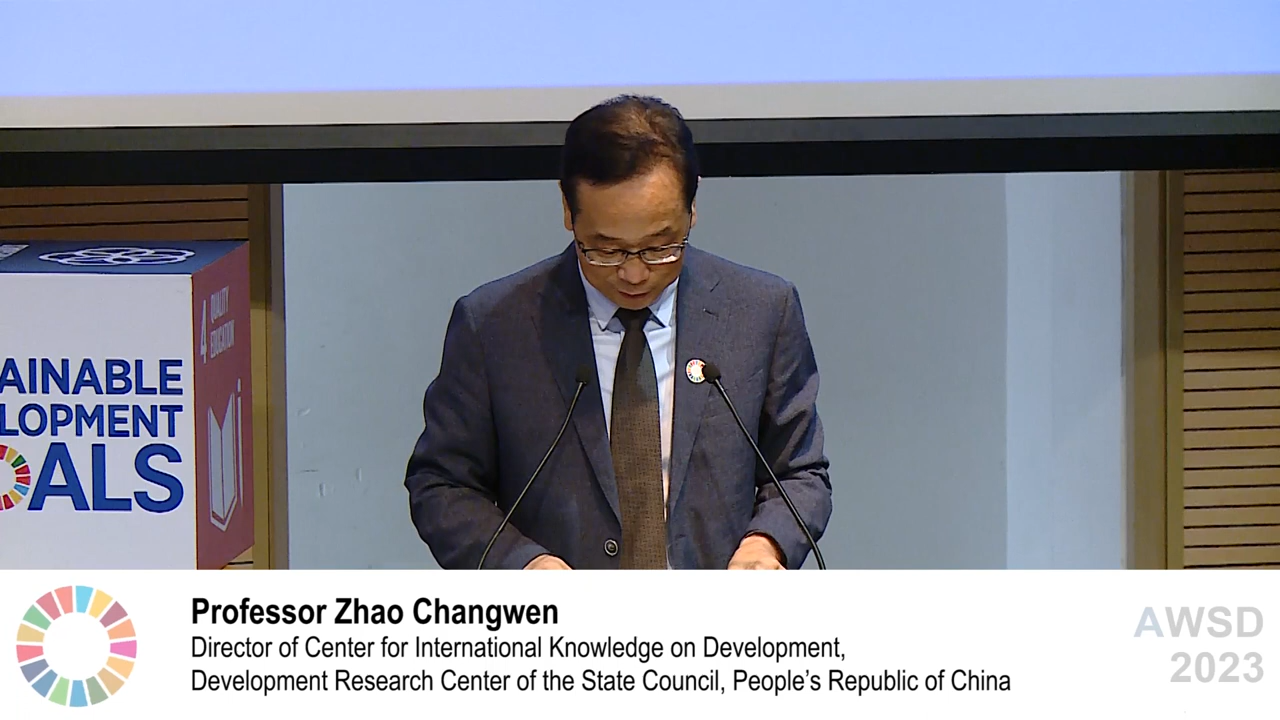 4 QUALITY
EDUCATION
AINABLE
LOPMENT
OALS
Professor Zhao Changwen
Director of Center for International Knowledge on Development,
Development Research Center of the State Council, People's Republic of China
AWSD
2023